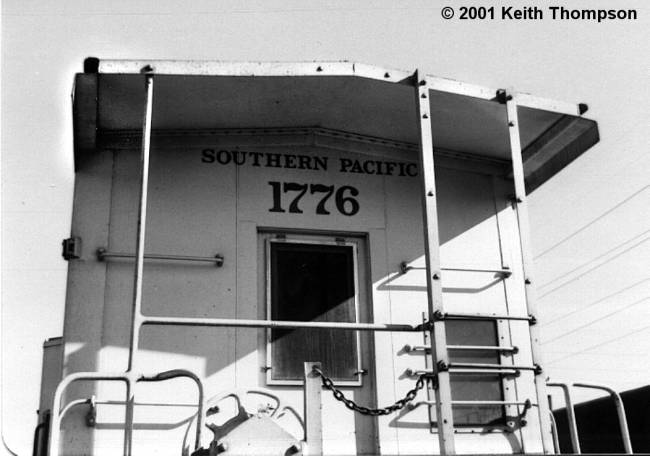 © 2001 Keith Thompson
SOUTHERN PACIFIC
1776